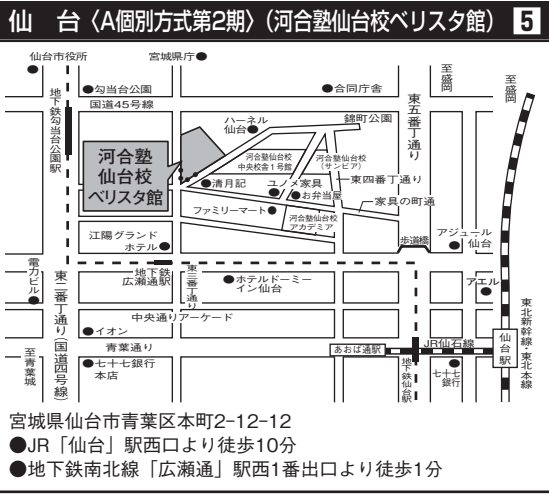 仙 台〈A個別方式第2期〉(河合塾仙台校ベリスタ館) 5
仙台市役所
宮城県庁
至盛岡
至盛岡
地下鉄勾当台公園駅
勾当台公園
国道45号線
合同庁舎
東五番丁通り
ハーネル
仙台
錦町公園
河合塾
仙台校
ベリスタ館
河合塾仙台校
中央校舎1号館
河合塾仙台校
(サンピア)
清月記
ユノメ家具
お弁当屋
東四番丁通り
家具の町通
ファミリーマート
河合塾仙台校
アカデミア
江陽グランド
ホテル
歩道橋
アジュール
仙台
電力ビル
東二番丁通り(国道四号線)
地下鉄
広瀬通駅
東三番丁通り
ホテルドーミー
イン仙台
アエル
中央通りアーケード
イオン
青葉通り
至青葉城
七十七銀行
本店
あおば通駅
JR仙石線
地下鉄仙台駅
七十七
銀行
仙台駅
東北新幹線・東北本線
宮城県仙台市青葉区本町2-12-12
●JR「仙台」駅西口より徒歩10分
●地下鉄南北線「広瀬通」駅西1番出口より徒歩1分